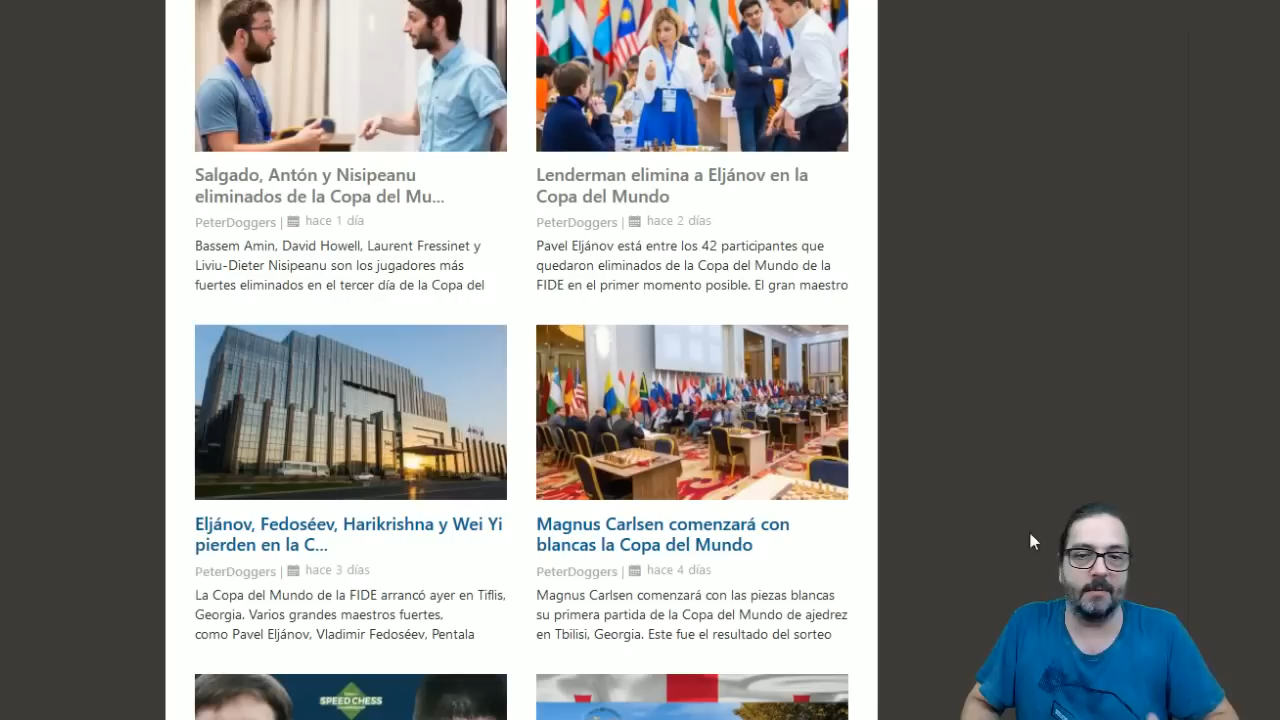 Salgado, Antón y Nisipeanu
eliminados de la Copa del Mu...
PeterDoggers | hace 1 día
Bassem Amin, David Howell, Laurent Fressinet y
Liviu-Dieter Nisipeanu son los jugadores más
fuertes eliminados en el tercer día de la Copa del
Lenderman elimina a Eljánov en la
Copa del Mundo
PeterDoggers | hace 2 días
Pavel Eljánov está entre los 42 participantes que
quedaron eliminados de la Copa del Mundo de la
FIDE en el primer momento posible. El gran maestro
Eljánov, Fedoséev, Harikrishna y Wei Yi
pierden en la C...
PeterDoggers | hace 3 días
La Copa del Mundo de la FIDE arrancó ayer en Tiflis,
Georgia. Varios grandes maestros fuertes,
como Pavel Eljánov, Vladimir Fedoséev, Pentala
Magnus Carlsen comenzará con
blancas la Copa del Mundo
PeterDoggers | hace 4 días
Magnus Carlsen comenzará con las piezas blancas
su primera partida de la Copa del Mundo de ajedrez
en Tbilisi, Georgia. Este fue el resultado del sorteo
SPEED CHESS